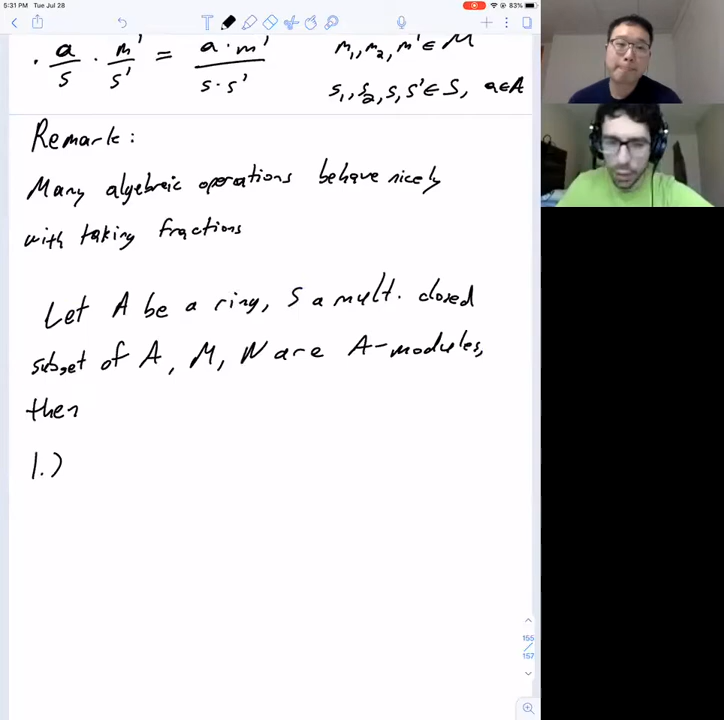 5:31 PM Tue Jul 28
83%
· a/s · m'/s' = a·m'/s·s'
m₁,m₂,m'∈M
s₁,s₂,s,s'∈S, a∈A
Remark:
Many algebraic operations behave nicely
with taking fractions
Let A be a ring, S a mult. closed
subset of A, M, N are A-modules,
then
1.)
155
/
157